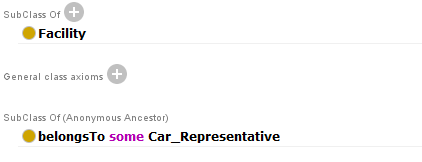 SubClass Of
Facility
General class axioms
SubClass Of (Anonymous Ancestor)
belongsTo some Car_Representative